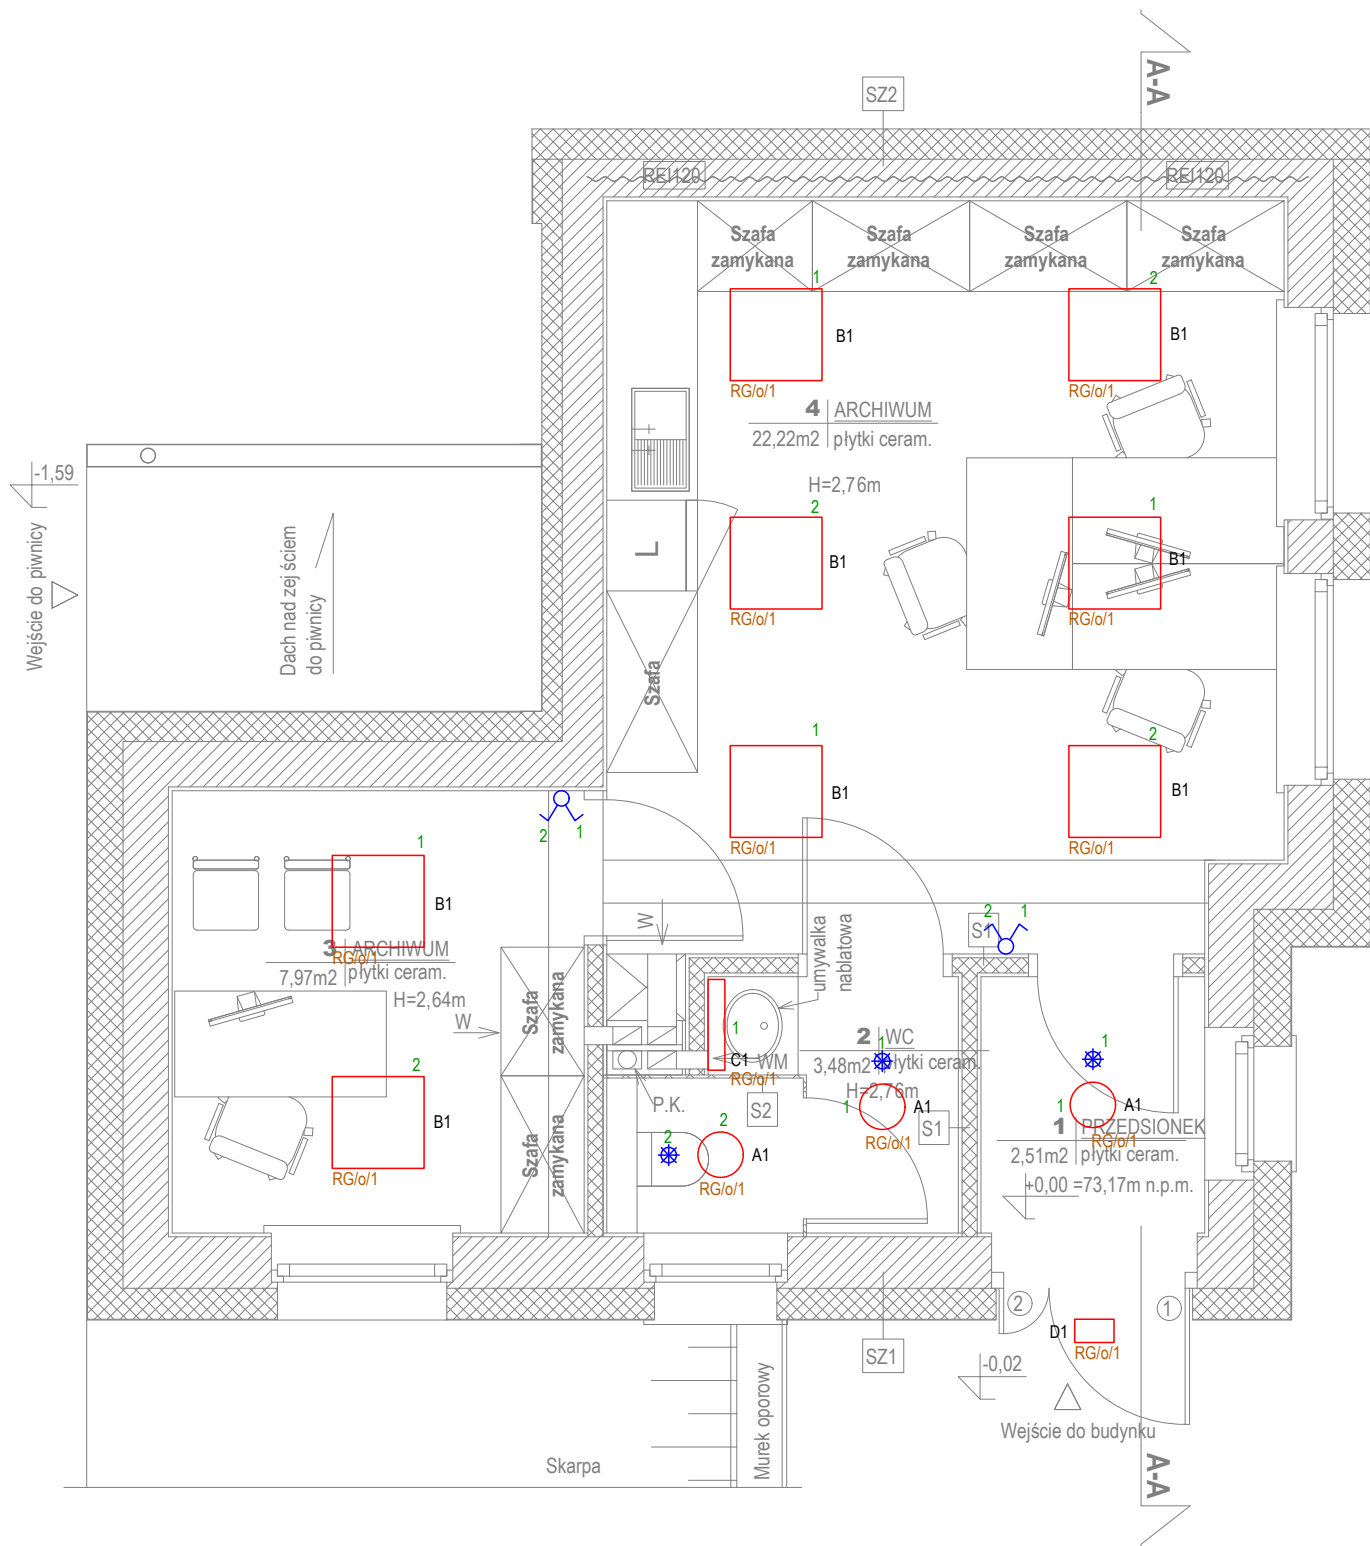 A-A
SZ2
REI120
REI120
Szafa
zamykana
Szafa
zamykana
Szafa
zamykana
Szafa
zamykana
1
B1
RG/o/1
2
B1
RG/o/1
4 ARCHIWUM
22,22m2 płytki ceram.
H=2,76m
-1,59
Wejście do piwnicy
Dach nad zej ściem
do piwnicy
L
2
B1
RG/o/1
1
B1
RG/o/1
Szafa
1
B1
RG/o/1
2
B1
RG/o/1
2
1
1
B1
RG/o/1
3 ARCHIWUM
7,97m2 płytki ceram.
H=2,64m
W
W
Szafa
zamykana
Szafa
zamykana
2
B1
RG/o/1
umywalka
nablatowa
2
1
S1
1
C1
WM
RG/o/1
2 WC
3,48m2 płytki ceram.
H=2,76m
1
1
A1
RG/o/1
S1
P.K.
S2
2
2
A1
RG/o/1
1
1
A1
RG/o/1
1 PRZEDSIONEK
2,51m2 płytki ceram.
+0,00 =73,17m n.p.m.
2
1
D1
RG/o/1
-0,02
SZ1
Wejście do budynku
Murek oporowy
Skarpa
A-A